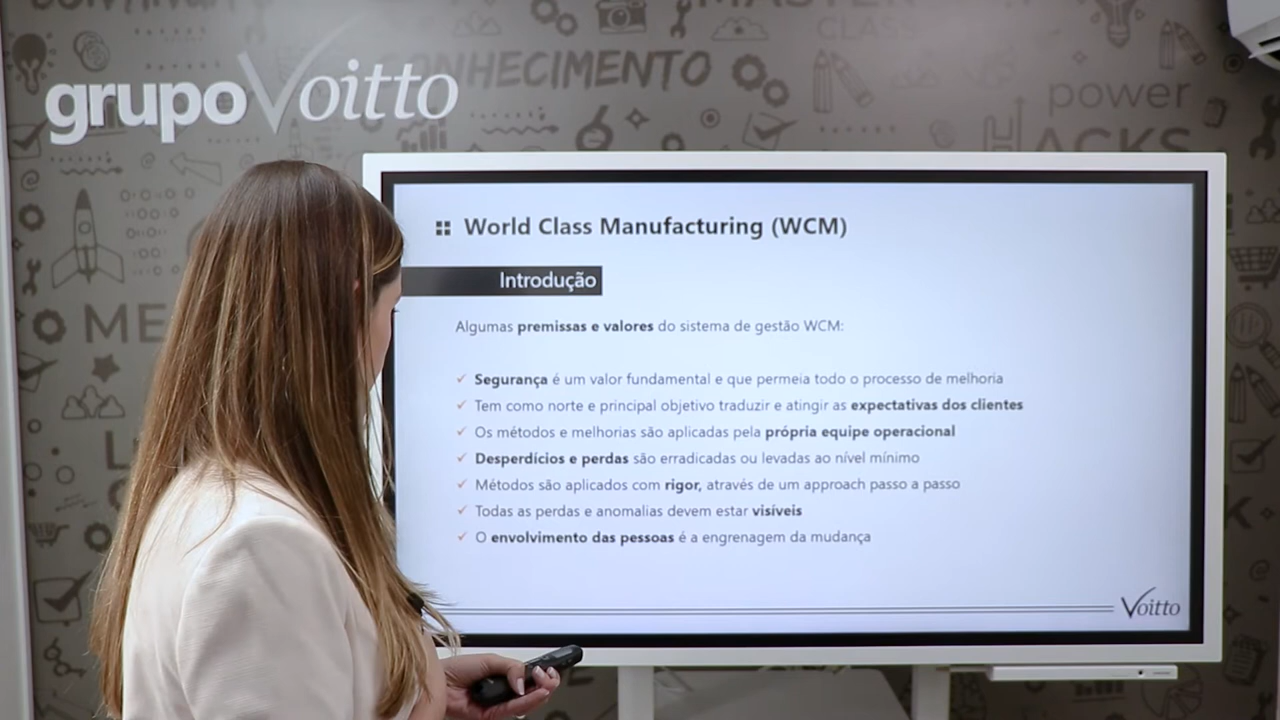 MASTER
CLASS
CONHECIMENTO
grupoVoitto
power
HACKS
World Class Manufacturing (WCM)
Introdução
Algumas premissas e valores do sistema de gestão WCM:
✓ Segurança é um valor fundamental e que permeia todo o processo de melhoria
✓ Tem como norte e principal objetivo traduzir e atingir as expectativas dos clientes
✓ Os métodos e melhorias são aplicadas pela própria equipe operacional
✓ Desperdícios e perdas são erradicadas ou levadas ao nível mínimo
✓ Métodos são aplicados com rigor, através de um approach passo a passo
✓ Todas as perdas e anomalias devem estar visíveis
✓ O envolvimento das pessoas é a engrenagem da mudança
Voitto